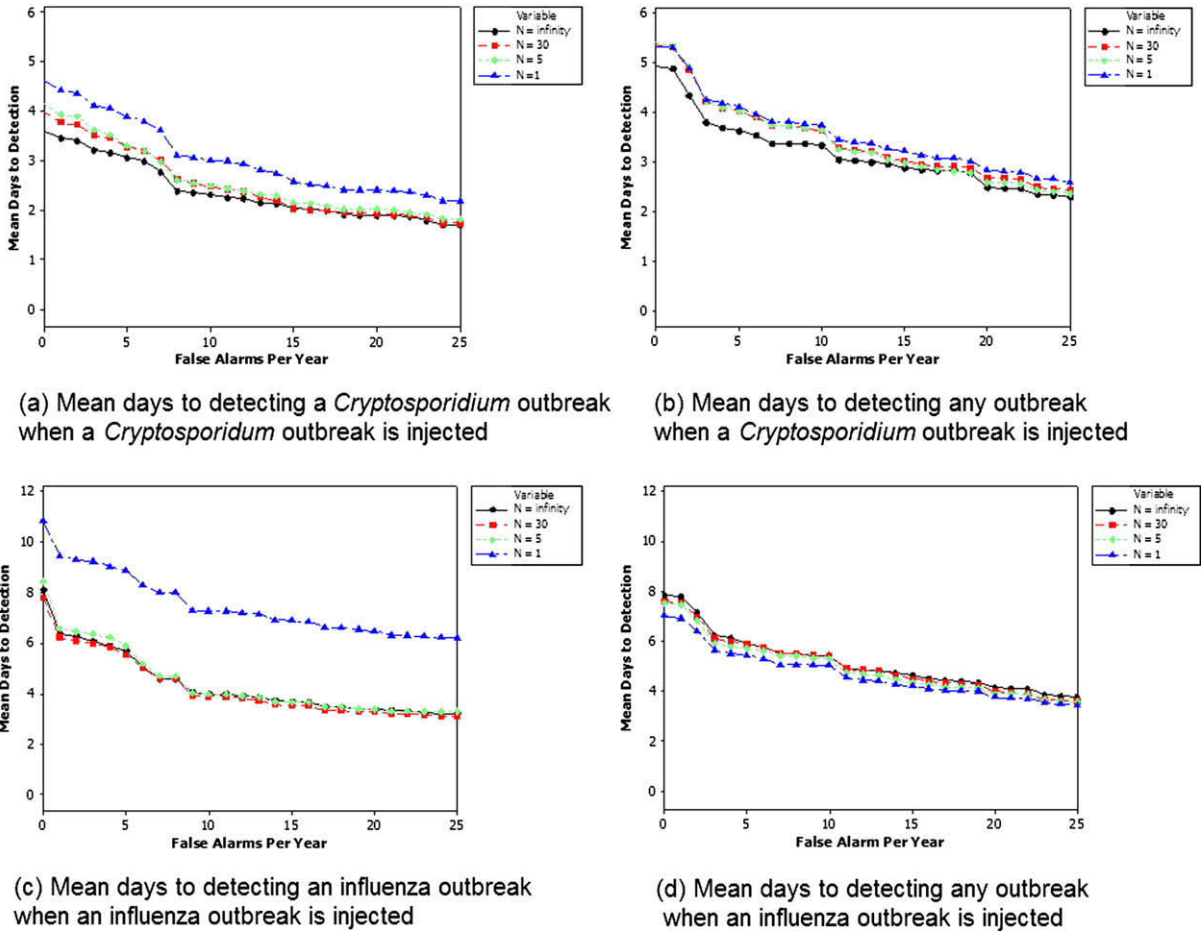 6
5
4
3
2
1
0
Mean Days to Detection
0 5 10 15 20 25
False Alarms Per Year
Variable
N = infinity
N = 30
N = 5
N =1
(a) Mean days to detecting a Cryptosporidium outbreak
when a Cryptosporidum outbreak is injected
6
5
4
3
2
1
0
Mean Days to Detection
0 5 10 15 20 25
False Alarms Per Year
Variable
N = infinity
N = 30
N = 5
N = 1
(b) Mean days to detecting any outbreak
when a Cryptosporidium outbreak is injected
12
10
8
6
4
2
0
Mean Days to Detection
0 5 10 15 20 25
False Alarms Per Year
Variable
N = infinity
N = 30
N = 5
N = 1
(c) Mean days to detecting an influenza outbreak
when an influenza outbreak is injected
12
10
8
6
4
2
0
Mean Days to Detection
0 5 10 15 20 25
False Alarm Per Year
Variable
N = infinity
N = 30
N = 5
N = 1
(d) Mean days to detecting any outbreak
when an influenza outbreak is injected